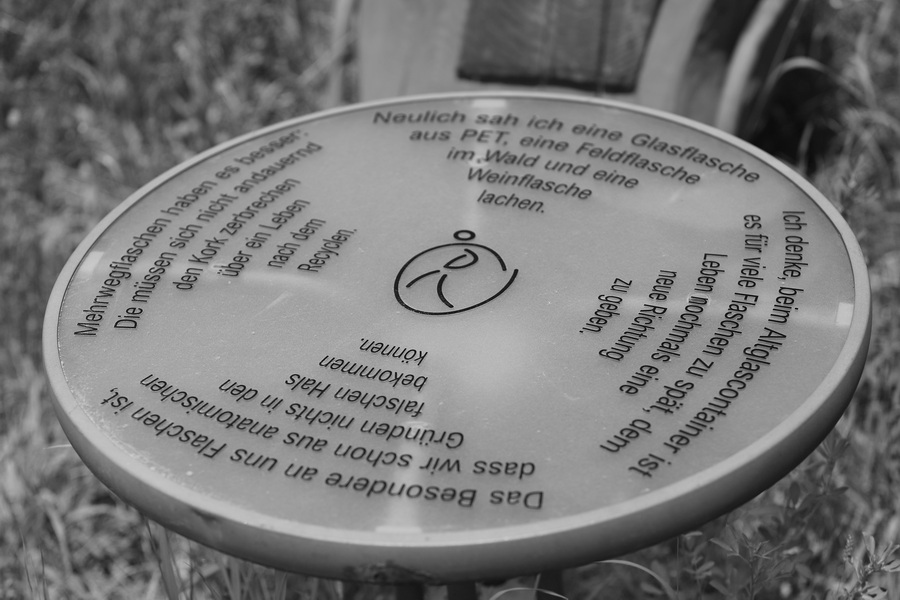 Neulich sah ich eine Glasflasche
aus PET, eine Feldflasche
im Wald und eine
Weinflasche
lachen.
Ich denke, beim Altglascontainer ist
es für viele Flaschen zu spät, dem
Leben nochmals eine
neue Richtung
zu geben.
Das Besondere an uns Flaschen ist,
dass wir schon aus anatomischen
Gründen nichts in den
falschen Hals
bekommen
können.
Mehrwegflaschen haben es besser:
Die müssen sich nicht andauernd
den Kork zerbrechen
über ein Leben
nach dem
Recyclen.